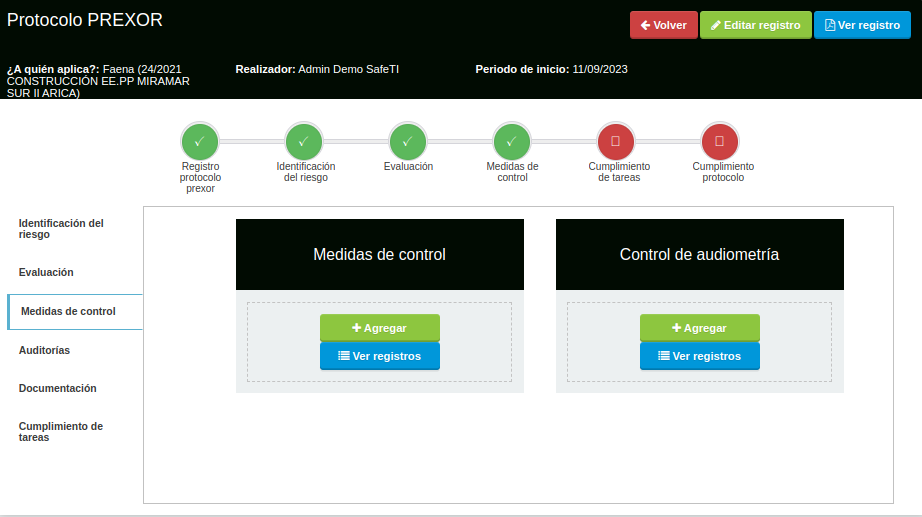 Protocolo PREXOR
Volver
Editar registro
Ver registro
¿A quién aplica?: Faena (24/2021
CONSTRUCCIÓN EE.PP MIRAMAR
SUR II ARICA)
Realizador: Admin Demo SafeTI
Periodo de inicio: 11/09/2023
Registro
protocolo
prexor
Identificación
del riesgo
Evaluación
Medidas de
control
Cumplimiento
de tareas
Cumplimiento
protocolo
Identificación del
riesgo
Evaluación
Medidas de control
Auditorías
Documentación
Cumplimiento de
tareas
Medidas de control
Agregar
Ver registros
Control de audiometría
Agregar
Ver registros